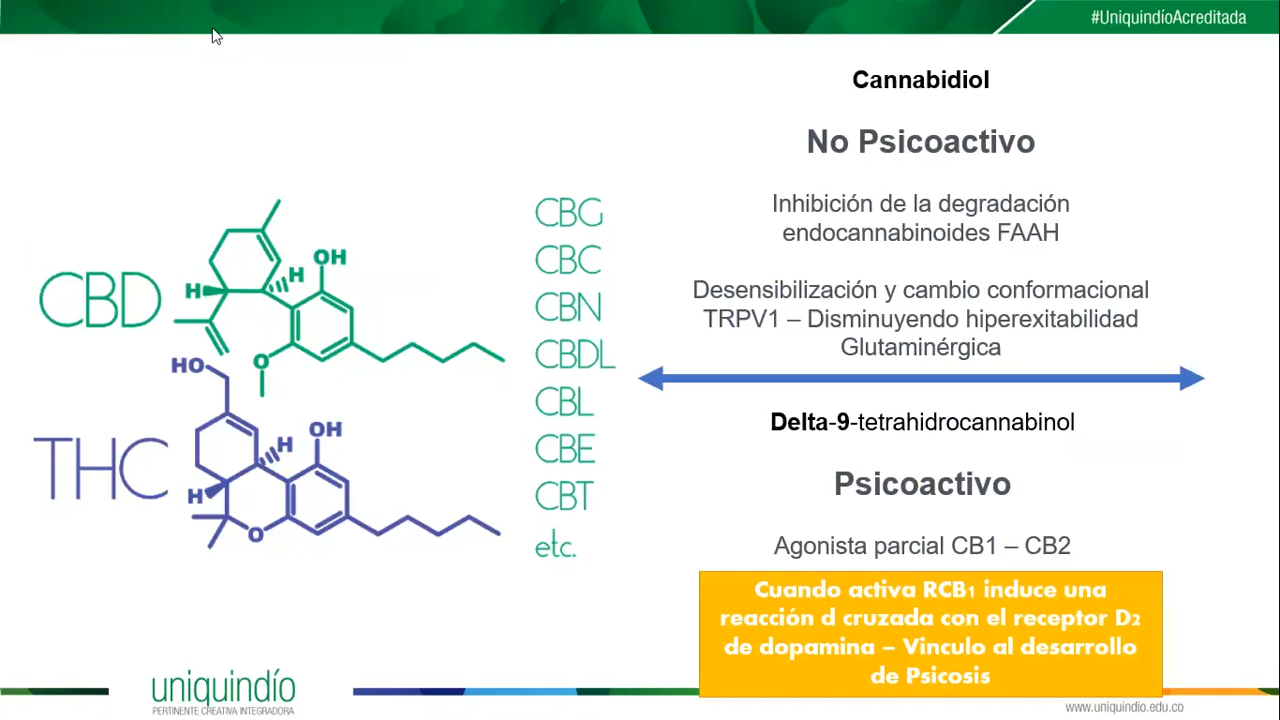 #UniquindíoAcreditada
Cannabidiol
No Psicoactivo
Inhibición de la degradación
endocannabinoides FAAH
Desensibilización y cambio conformacional
TRPV1 – Disminuyendo hiperexitabilidad
Glutaminérgica
Delta-9-tetrahidrocannabinol
Psicoactivo
Agonista parcial CB1 – CB2
Cuando activa RCB1 induce una
reacción d cruzada con el receptor D2
de dopamina – Vinculo al desarrollo
de Psicosis
CBD
OH
H
H
O
THC
HO
OH
H
H
O
CBG
CBC
CBN
CBDL
CBL
CBE
CBT
etc.
uniquindío
PERTINENTE CREATIVA INTEGRADORA
www.uniquindio.edu.co